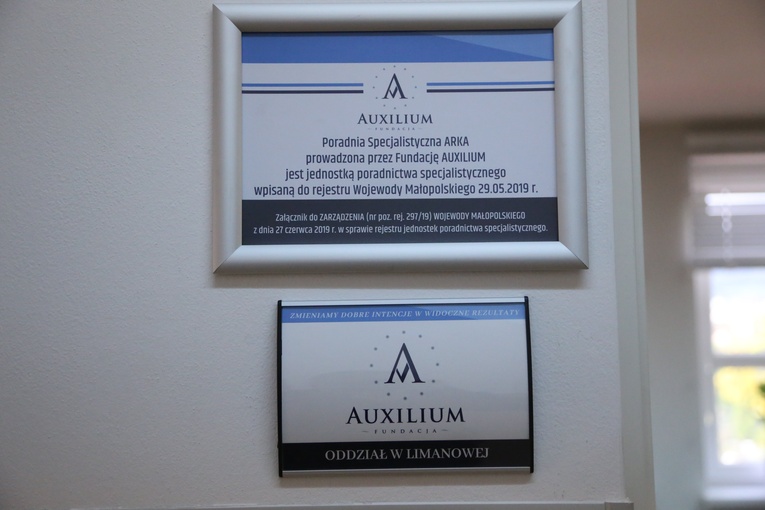 AUXILIUM
FUNDACJA
Poradnia Specjalistyczna ARKA
prowadzona przez Fundację AUXILIUM
jest jednostką poradnictwa specjalistycznego
wpisaną do rejestru Wojewody Małopolskiego 29.05.2019 r.
Załącznik do ZARZĄDZENIA (nr poz. rej. 297/19) WOJEWODY MAŁOPOLSKIEGO
z dnia 27 czerwca 2019 r. w sprawie rejestru jednostek poradnictwa specjalistycznego.
ZMIENIAMY DOBRE INTENCJE W WIDOCZNE REZULTATY
AUXILIUM
FUNDACJA
ODDZIAŁ W LIMANOWEJ